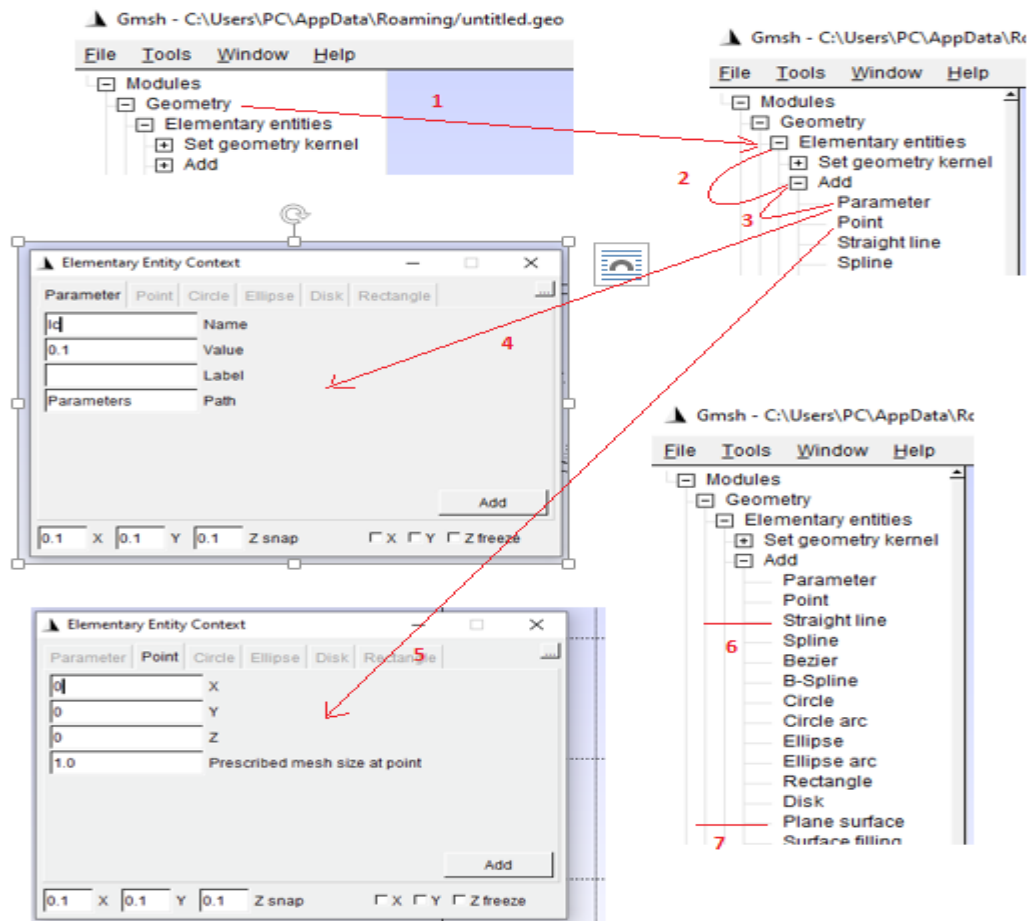 Gmsh - C:\Users\PC\AppData\Roaming/untitled.geo
File Tools Window Help
Modules
Geometry
Elementary entities
Set geometry kernel
Add
1
Gmsh - C:\Users\PC\AppData\Ro
File Tools Window Help
Modules
Geometry
Elementary entities
Set geometry kernel
Add
Parameter
Point
Straight line
Spline
2
3
Elementary Entity Context
Parameter Point Circle Ellipse Disk Rectangle ...
lc Name
0.1 Value
Label
Parameters Path
4
Add
0.1 X 0.1 Y 0.1 Z snap X Y Z freeze
Elementary Entity Context
Parameter Point Circle Ellipse Disk Rectangle ...
5
0 X
0 Y
0 Z
1.0 Prescribed mesh size at point
Add
0.1 X 0.1 Y 0.1 Z snap X Y Z freeze
Gmsh - C:\Users\PC\AppData\Ro
File Tools Window Help
Modules
Geometry
Elementary entities
Set geometry kernel
Add
Parameter
Point
Straight line
6 Spline
Bezier
B-Spline
Circle
Circle arc
Ellipse
Ellipse arc
Rectangle
Disk
Plane surface
7 Surface filling